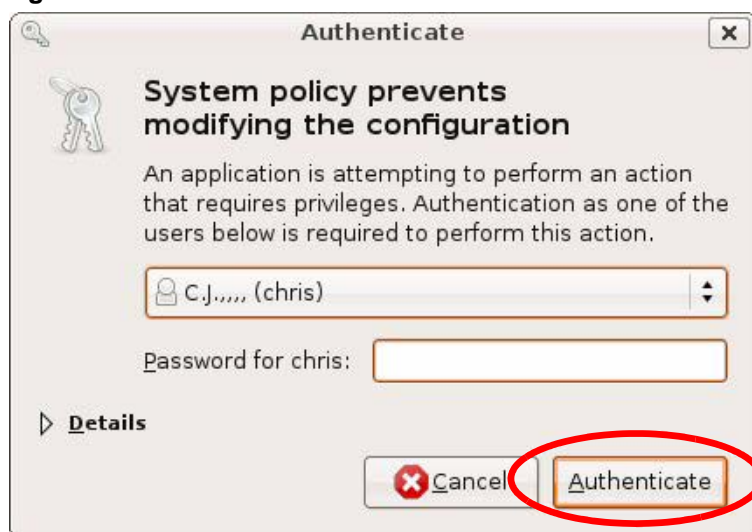 Authenticate
System policy prevents
modifying the configuration
An application is attempting to perform an action
that requires privileges. Authentication as one of the
users below is required to perform this action.
C.J.,,,,, (chris)
Password for chris:
Details
Cancel Authenticate